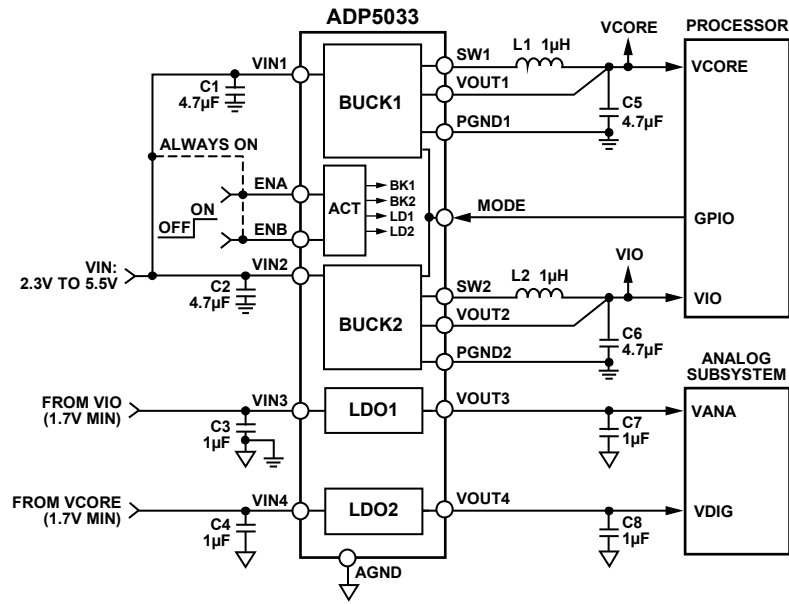 ADP5033
VCORE
PROCESSOR
VIN1
C1
4.7µF
BUCK1
SW1
L1 1µH
VOUT1
C5
4.7µF
PGND1
VCORE
ALWAYS ON
ENA
ON
OFF
ENB
ACT
BK1
BK2
LD1
LD2
MODE
GPIO
VIN:
2.3V TO 5.5V
VIN2
C2
4.7µF
BUCK2
SW2
L2 1µH
VIO
VOUT2
C6
4.7µF
PGND2
VIO
ANALOG
SUBSYSTEM
FROM VIO
(1.7V MIN)
VIN3
C3
1µF
LDO1
VOUT3
C7
1µF
VANA
FROM VCORE
(1.7V MIN)
VIN4
C4
1µF
LDO2
VOUT4
C8
1µF
VDIG
AGND